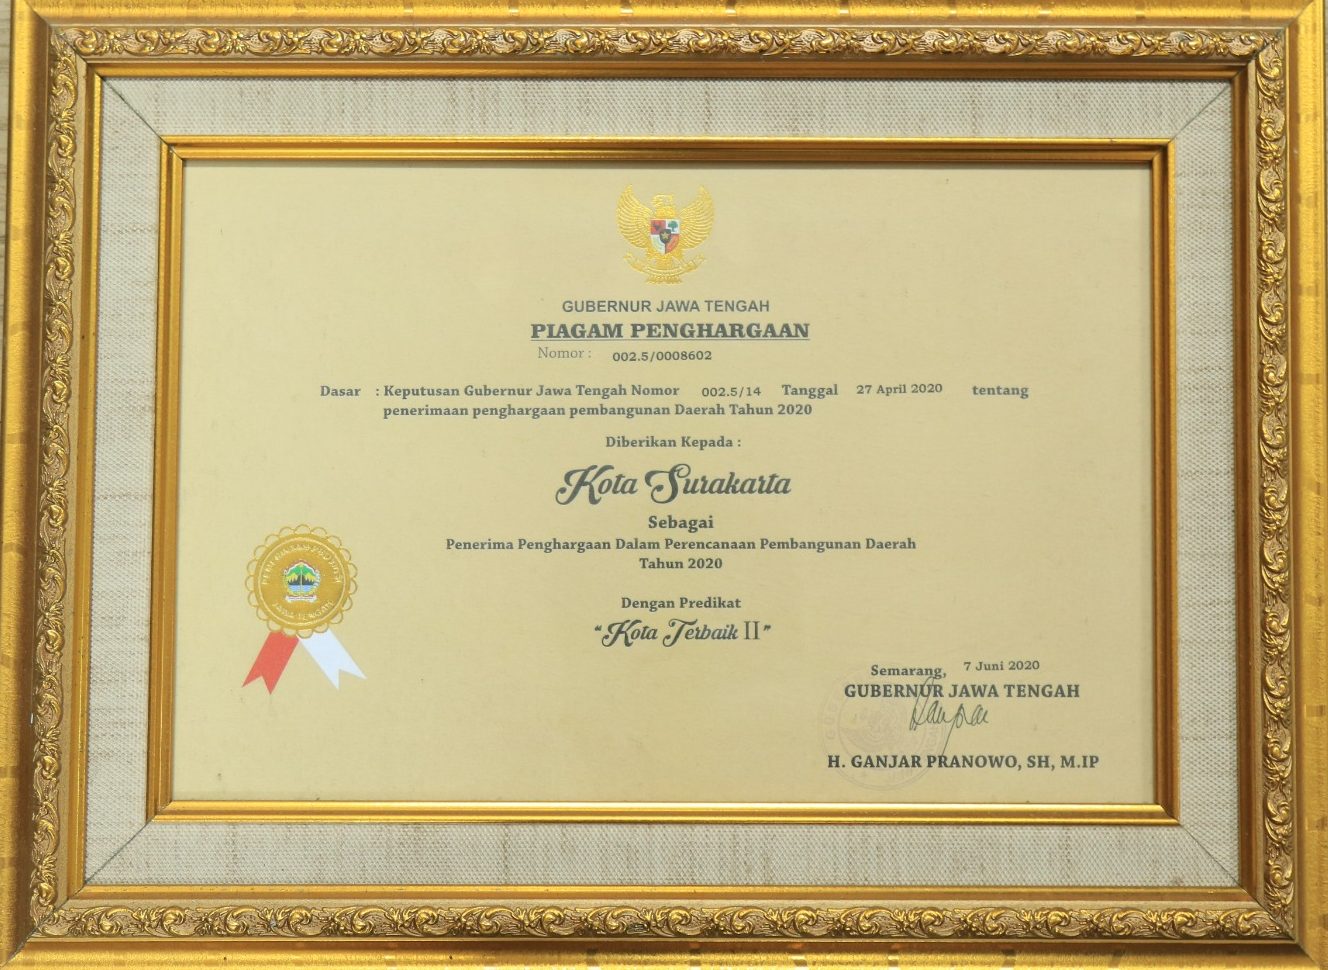 GUBERNUR JAWA TENGAH
PIAGAM PENGHARGAAN
Nomor : 002.5/0008602
Dasar : Keputusan Gubernur Jawa Tengah Nomor 002.5/14 Tanggal 27 April 2020 tentang
penerimaan penghargaan pembangunan Daerah Tahun 2020
Diberikan Kepada :
Kota Surakarta
Sebagai
Penerima Penghargaan Dalam Perencanaan Pembangunan Daerah
Tahun 2020
Dengan Predikat
“Kota Terbaik II”
JAWA TENGAH
Semarang, 7 Juni 2020
GUBERNUR JAWA TENGAH
H. GANJAR PRANOWO, SH, M.IP